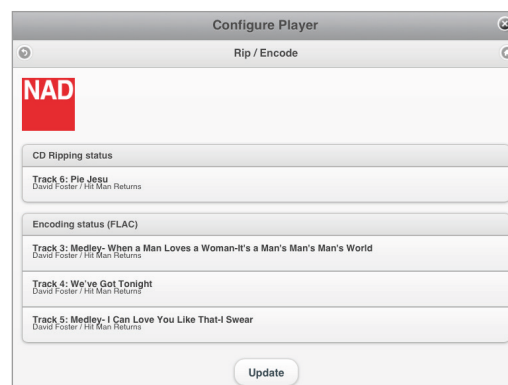 Configure Player
Rip / Encode
NAD
CD Ripping status
Track 6: Pie Jesu
David Foster / Hit Man Returns
Encoding status (FLAC)
Track 3: Medley- When a Man Loves a Woman-It's a Man's Man's Man's World
David Foster / Hit Man Returns
Track 4: We've Got Tonight
David Foster / Hit Man Returns
Track 5: Medley- I Can Love You Like That-I Swear
David Foster / Hit Man Returns
Update